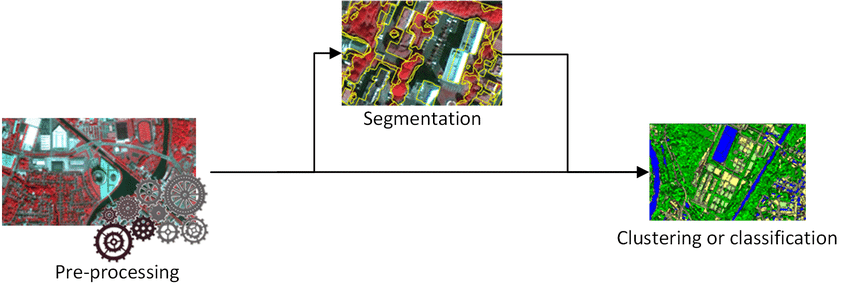 Segmentation
Pre-processing
Clustering or classification